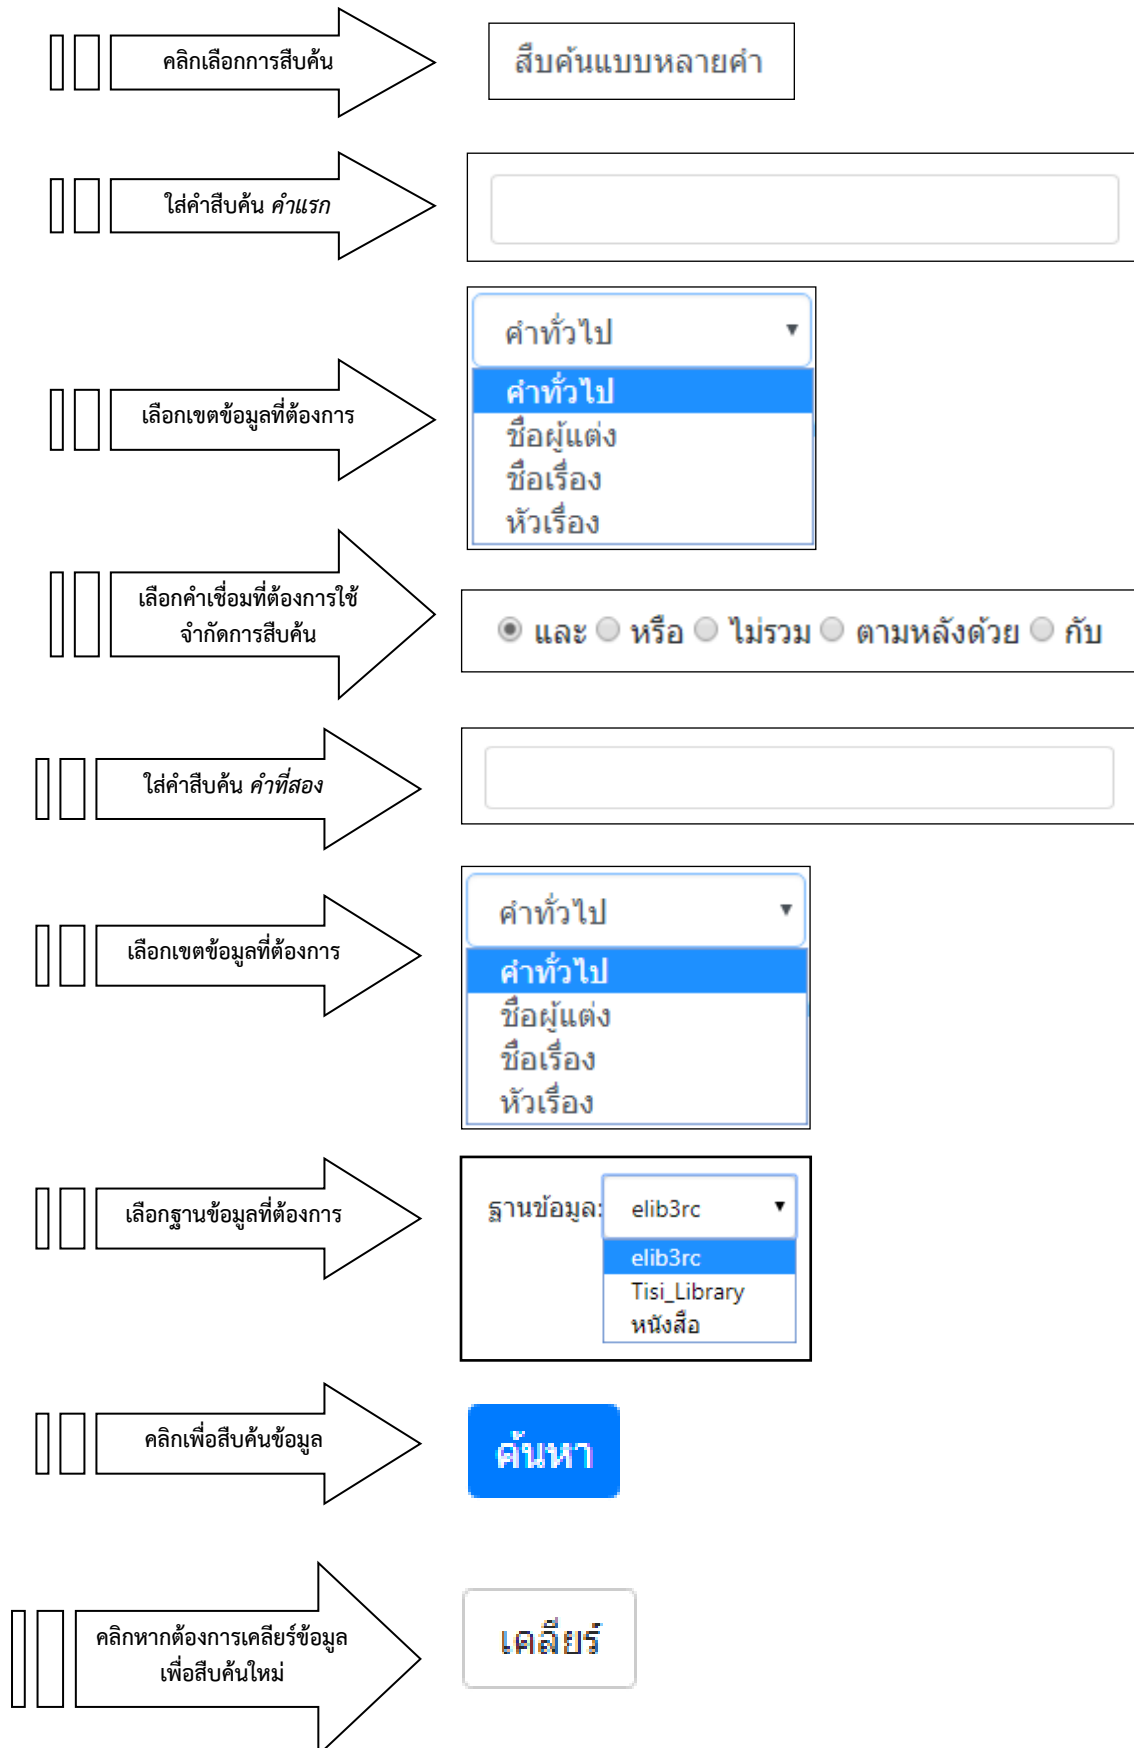 คลิกเลือกการสืบค้น
สืบค้นแบบหลายคำ
ใส่คำสืบค้น คำแรก
เลือกเขตข้อมูลที่ต้องการ
คำทั่วไป
คำทั่วไป
ชื่อผู้แต่ง
ชื่อเรื่อง
หัวเรื่อง
เลือกคำเชื่อมที่ต้องการใช้
จำกัดการสืบค้น
และ หรือ ไม่รวม ตามหลังด้วย กับ
ใส่คำสืบค้น คำที่สอง
เลือกเขตข้อมูลที่ต้องการ
คำทั่วไป
คำทั่วไป
ชื่อผู้แต่ง
ชื่อเรื่อง
หัวเรื่อง
เลือกฐานข้อมูลที่ต้องการ
ฐานข้อมูล: elib3rc
elib3rc
Tisi_Library
หนังสือ
คลิกเพื่อสืบค้นข้อมูล
ค้นหา
คลิกหากต้องการเคลียร์ข้อมูล
เพื่อสืบค้นใหม่
เคลียร์